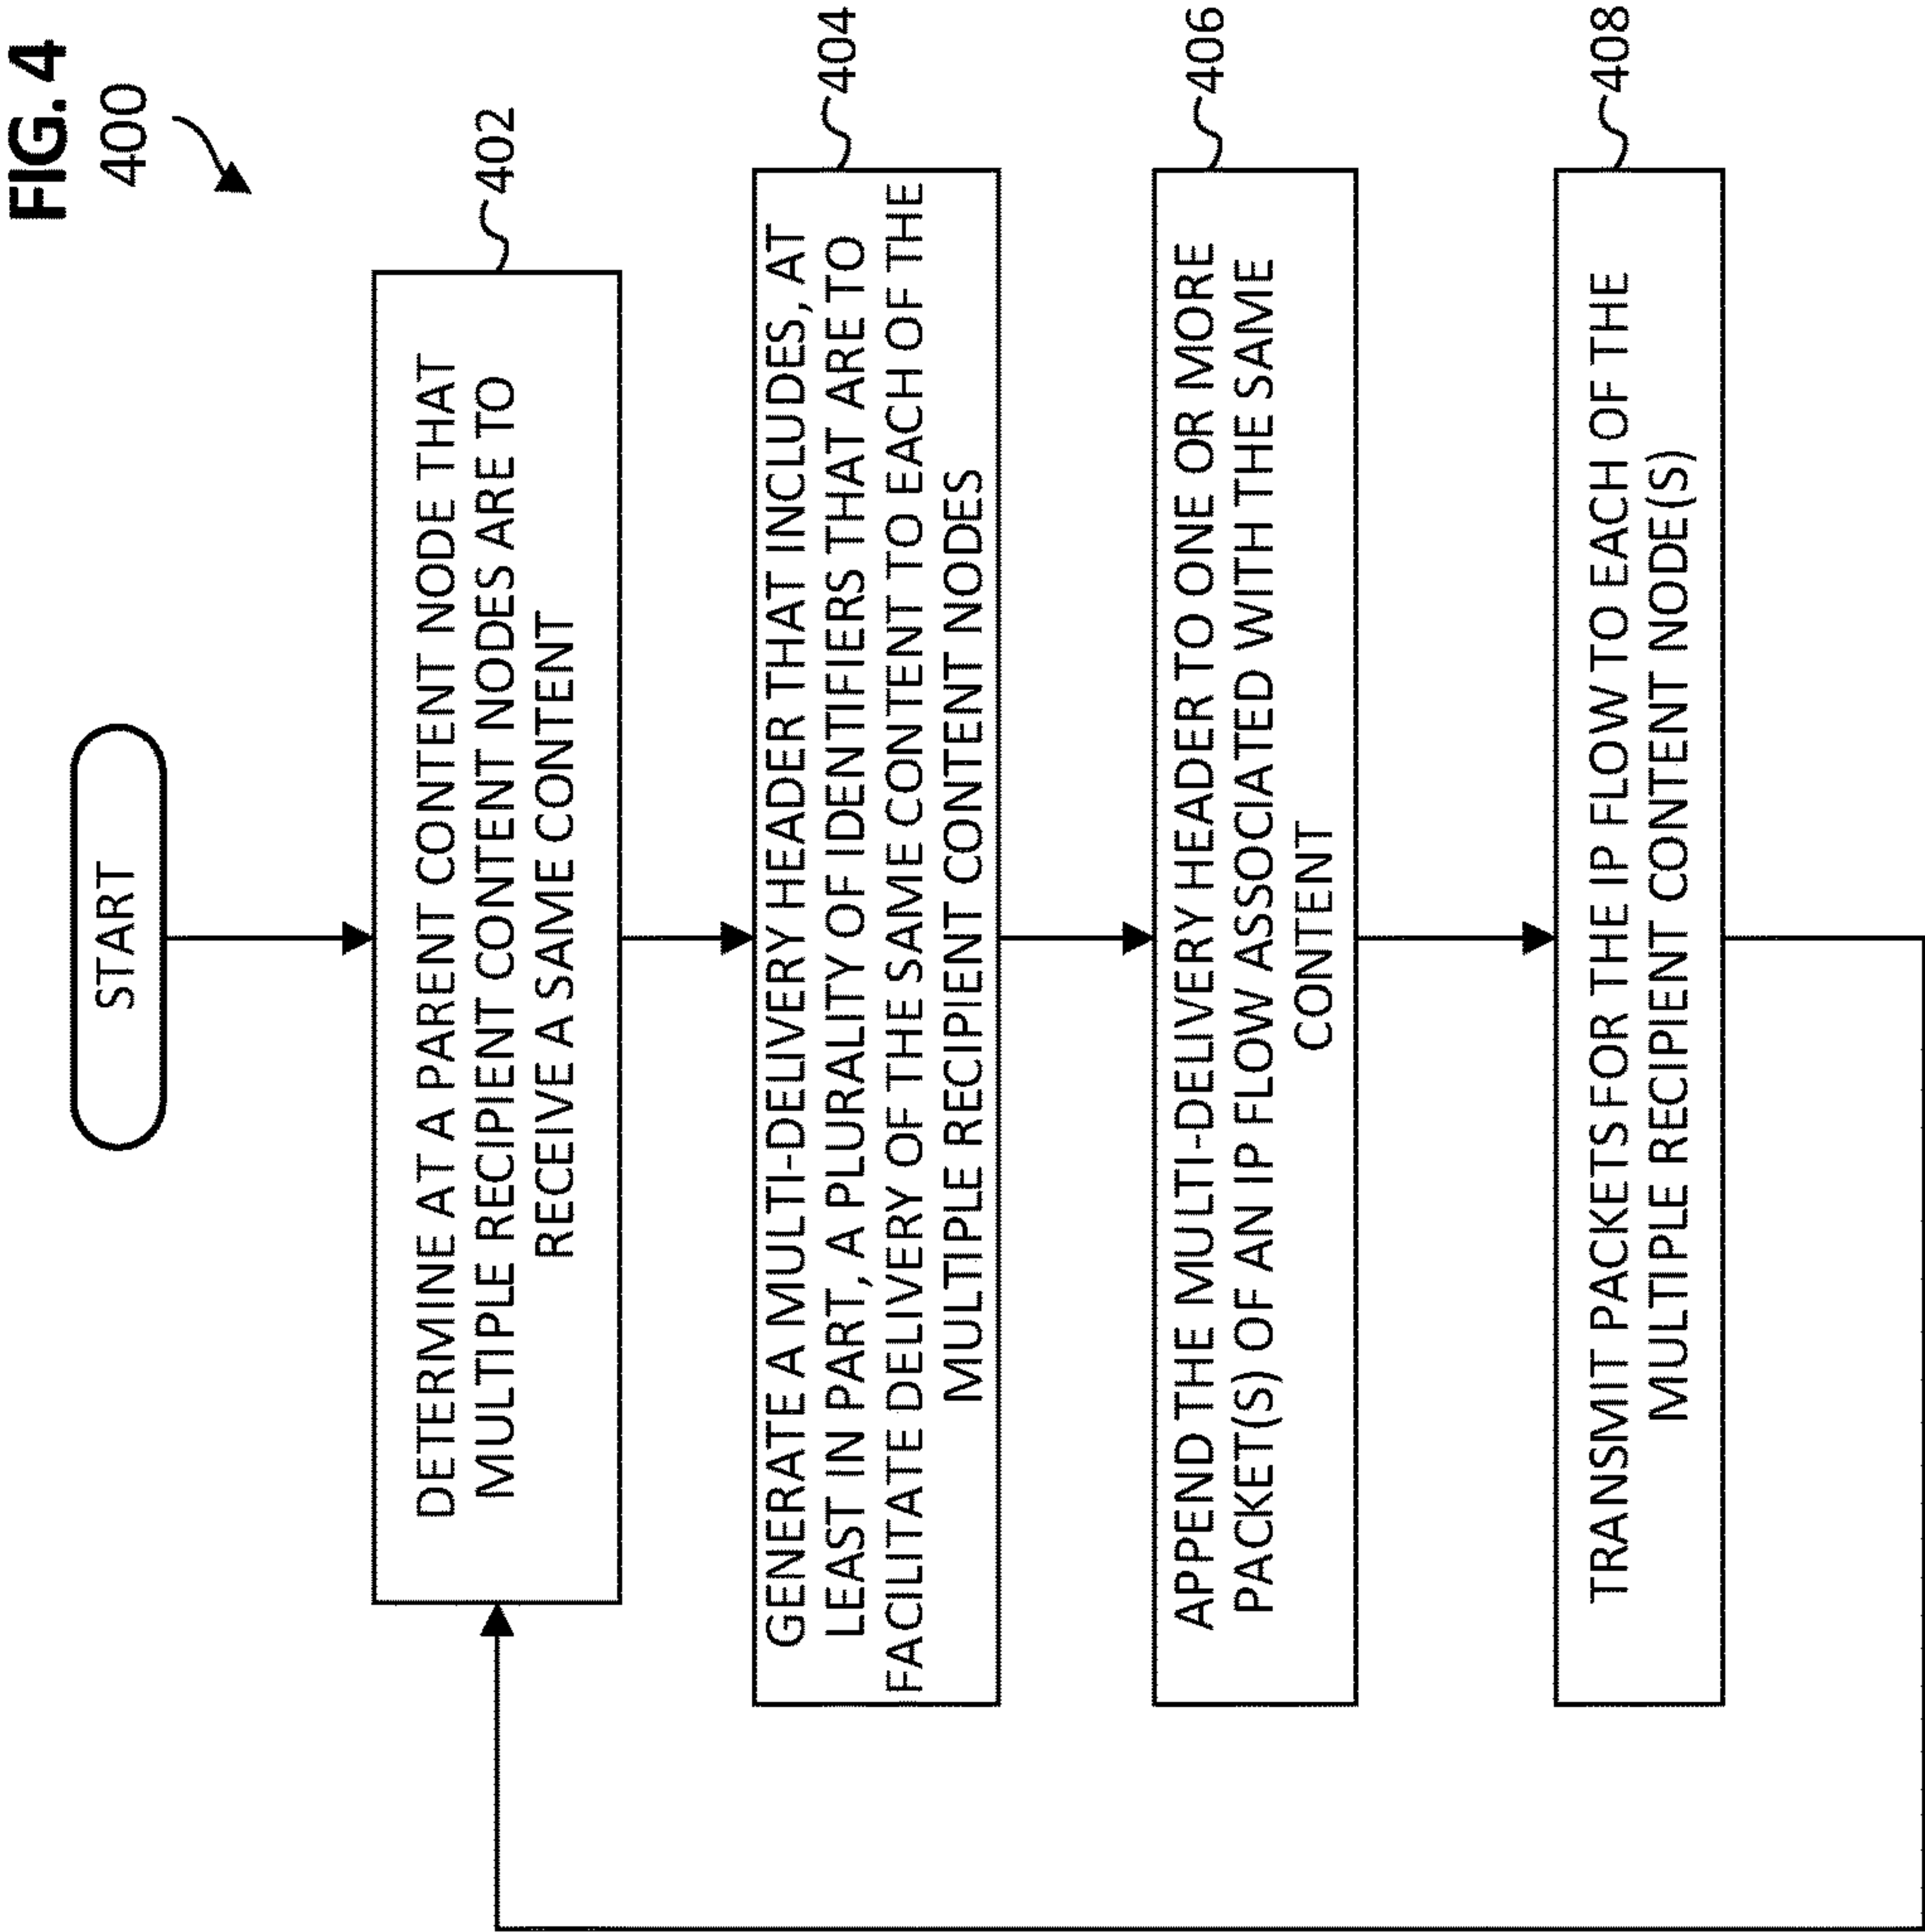 FIG. 4
400
START
DETERMINE AT A PARENT CONTENT NODE THAT
MULTIPLE RECIPIENT CONTENT NODES ARE TO
RECEIVE A SAME CONTENT
402
GENERATE A MULTI-DELIVERY HEADER THAT INCLUDES, AT
LEAST IN PART, A PLURALITY OF IDENTIFIERS THAT ARE TO
FACILITATE DELIVERY OF THE SAME CONTENT TO EACH OF THE
MULTIPLE RECIPIENT CONTENT NODES
404
APPEND THE MULTI-DELIVERY HEADER TO ONE OR MORE
PACKET(S) OF AN IP FLOW ASSOCIATED WITH THE SAME
CONTENT
406
TRANSMIT PACKETS FOR THE IP FLOW TO EACH OF THE
MULTIPLE RECIPIENT CONTENT NODE(S)
408